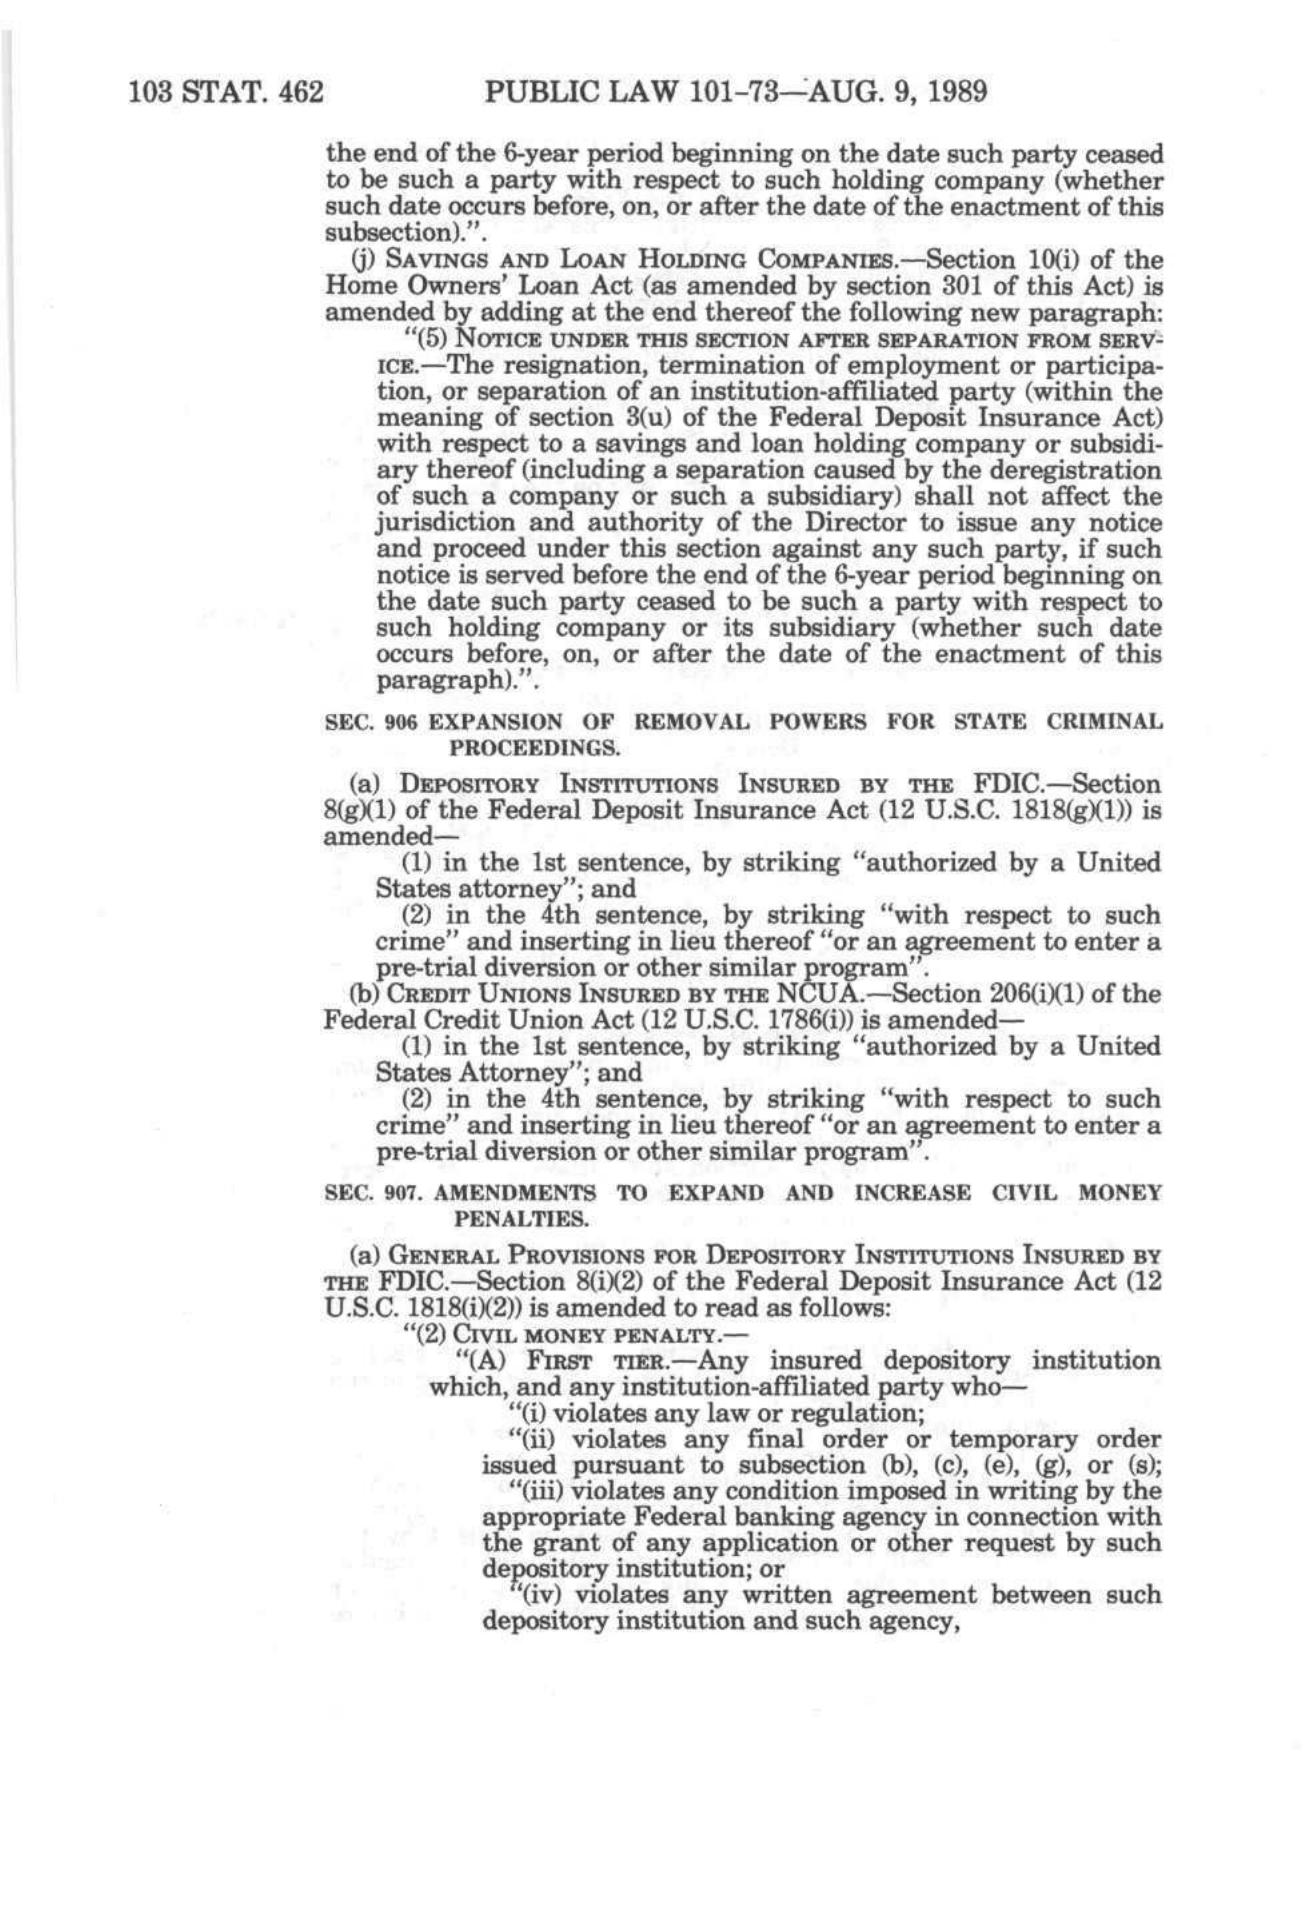 103 STAT. 462 PUBLIC LAW 101-73—AUG. 9, 1989
the end of the 6-year period beginning on the date such party ceased
to be such a party with respect to such holding company (whether
such date occurs before, on, or after the date of the enactment of this
subsection).”.
(j) SAVINGS AND LOAN HOLDING COMPANIES.—Section 10(i) of the
Home Owners’ Loan Act (as amended by section 301 of this Act) is
amended by adding at the end thereof the following new paragraph:
“(5) NOTICE UNDER THIS SECTION AFTER SEPARATION FROM SERV-
ICE.—The resignation, termination of employment or participa-
tion, or separation of an institution-affiliated party (within the
meaning of section 3(u) of the Federal Deposit Insurance Act)
with respect to a savings and loan holding company or subsidi-
ary thereof (including a separation caused by the deregistration
of such a company or such a subsidiary) shall not affect the
jurisdiction and authority of the Director to issue any notice
and proceed under this section against any such party, if such
notice is served before the end of the 6-year period beginning on
the date such party ceased to be such a party with respect to
such holding company or its subsidiary (whether such date
occurs before, on, or after the date of the enactment of this
paragraph).”.
SEC. 906 EXPANSION OF REMOVAL POWERS FOR STATE CRIMINAL
PROCEEDINGS.
(a) DEPOSITORY INSTITUTIONS INSURED BY THE FDIC.—Section
8(g)(1) of the Federal Deposit Insurance Act (12 U.S.C. 1818(g)(1)) is
amended—
(1) in the 1st sentence, by striking “authorized by a United
States attorney”; and
(2) in the 4th sentence, by striking “with respect to such
crime” and inserting in lieu thereof “or an agreement to enter a
pre-trial diversion or other similar program”.
(b) CREDIT UNIONS INSURED BY THE NCUA.—Section 206(i)(1) of the
Federal Credit Union Act (12 U.S.C. 1786(i)) is amended—
(1) in the 1st sentence, by striking “authorized by a United
States Attorney”; and
(2) in the 4th sentence, by striking “with respect to such
crime” and inserting in lieu thereof “or an agreement to enter a
pre-trial diversion or other similar program”.
SEC. 907. AMENDMENTS TO EXPAND AND INCREASE CIVIL MONEY
PENALTIES.
(a) GENERAL PROVISIONS FOR DEPOSITORY INSTITUTIONS INSURED BY
THE FDIC.—Section 8(i)(2) of the Federal Deposit Insurance Act (12
U.S.C. 1818(i)(2)) is amended to read as follows:
“(2) CIVIL MONEY PENALTY.—
“(A) FIRST TIER.—Any insured depository institution
which, and any institution-affiliated party who—
“(i) violates any law or regulation;
“(ii) violates any final order or temporary order
issued pursuant to subsection (b), (c), (e), (g), or (s);
“(iii) violates any condition imposed in writing by the
appropriate Federal banking agency in connection with
the grant of any application or other request by such
depository institution; or
“(iv) violates any written agreement between such
depository institution and such agency,